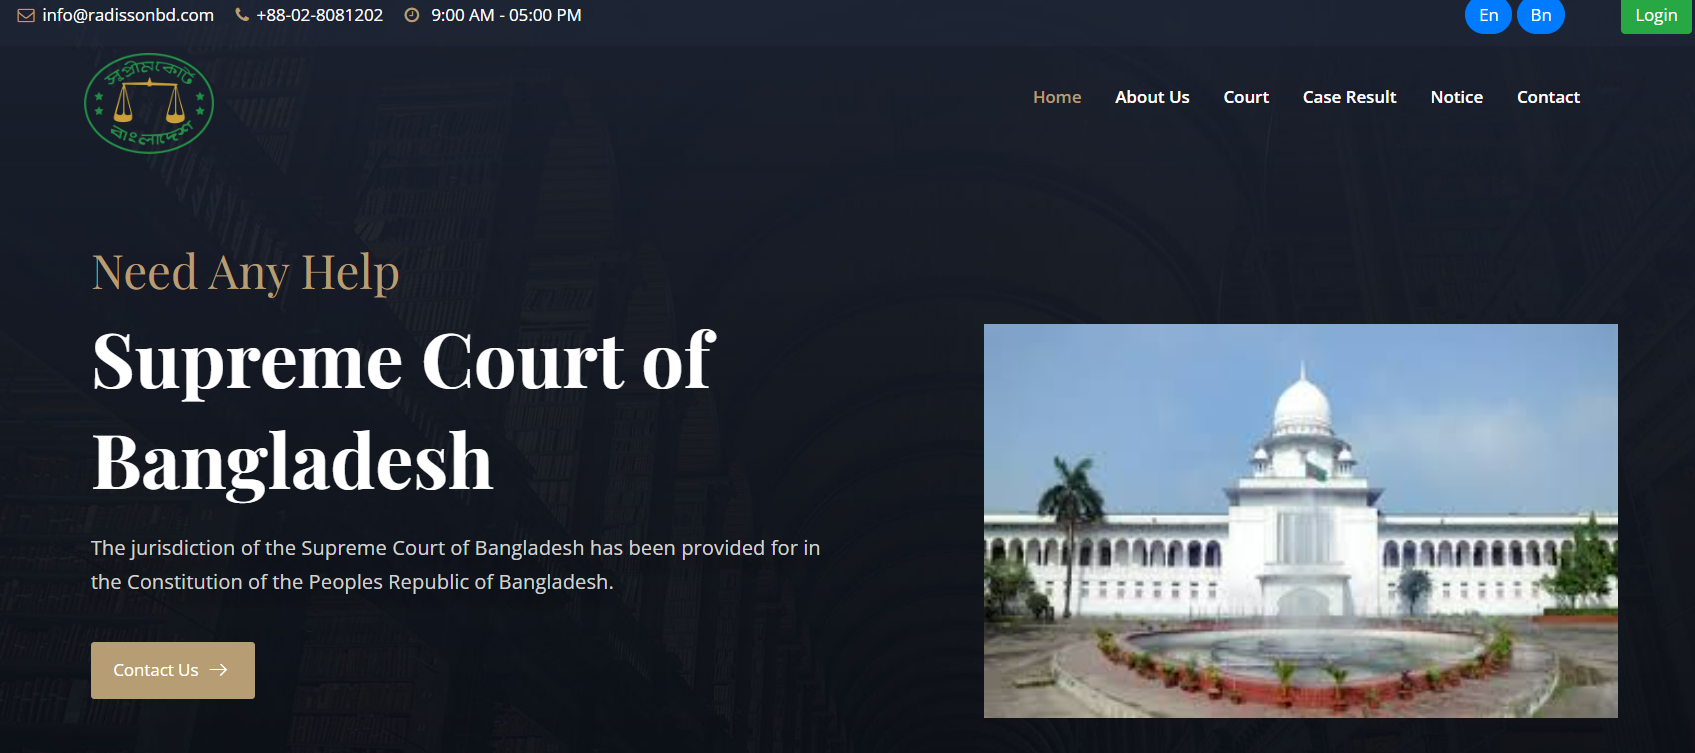 info@radissonbd.com +88-02-8081202 9:00 AM - 05:00 PM En Bn Login
সুপ্রীমকোর্ট
বাংলাদেশ
Home About Us Court Case Result Notice Contact
Need Any Help
Supreme Court of
Bangladesh
The jurisdiction of the Supreme Court of Bangladesh has been provided for in
the Constitution of the Peoples Republic of Bangladesh.
Contact Us →